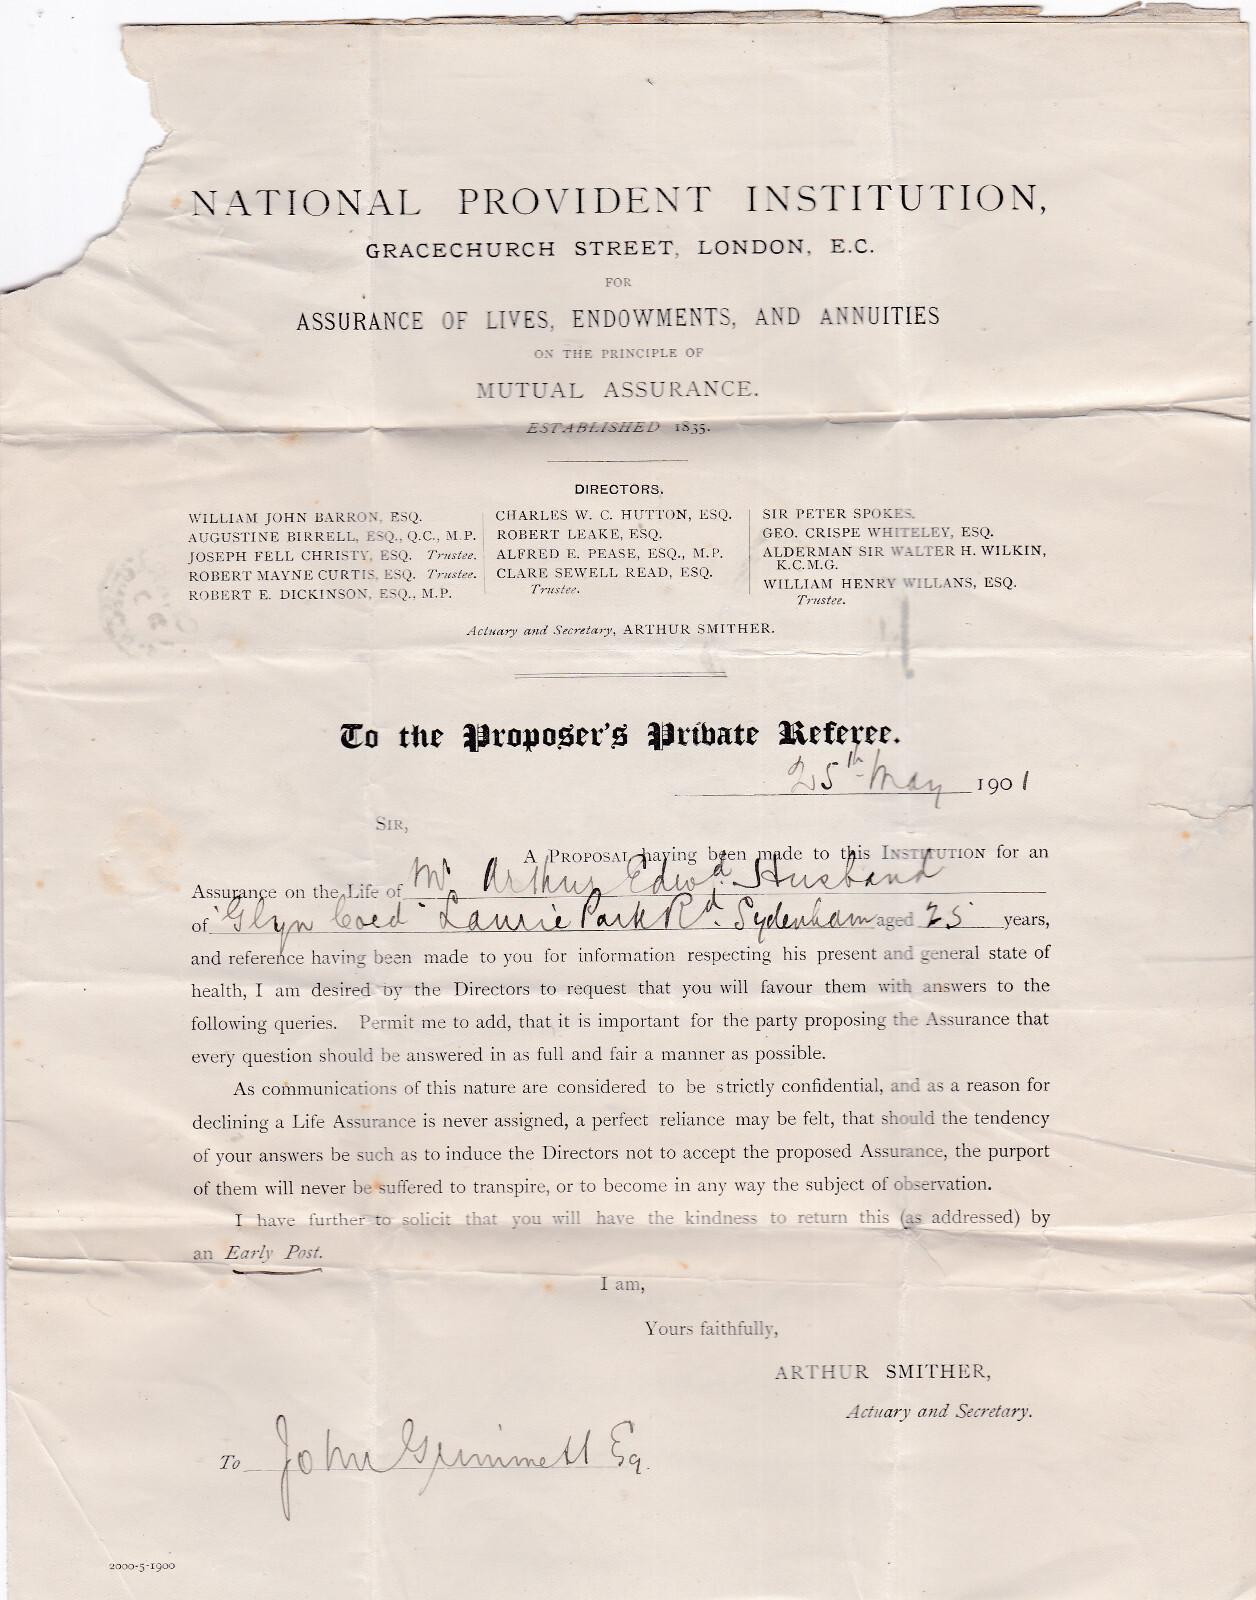 NATIONAL PROVIDENT INSTITUTION,
GRACECHURCH STREET, LONDON, E.C.
FOR
ASSURANCE OF LIVES, ENDOWMENTS, AND ANNUITIES
ON THE PRINCIPLE OF
MUTUAL ASSURANCE.
ESTABLISHED 1835.
DIRECTORS.
WILLIAM JOHN BARRON, ESQ.
AUGUSTINE BIRRELL, ESQ., Q.C., M.P.
JOSEPH FELL CHRISTY, ESQ. Trustee.
ROBERT MAYNE CURTIS, ESQ. Trustee.
ROBERT E. DICKINSON, ESQ., M.P.
CHARLES W. C. HUTTON, ESQ.
ROBERT LEAKE, ESQ.
ALFRED E. PEASE, ESQ., M.P.
CLARE SEWELL READ, ESQ.
Trustee.
SIR PETER SPOKES.
GEO. CRISPE WHITELEY, ESQ.
ALDERMAN SIR WALTER H. WILKIN,
K.C.M.G.
WILLIAM HENRY WILLANS, ESQ.
Trustee.
Actuary and Secretary, ARTHUR SMITHER.
To the Proposer's Private Referee.
25th May 1901
SIR,
A PROPOSAL having been made to this INSTITUTION for an
Assurance on the Life of Mr Arthur Edwd. Husband
of "Glyn Coed" Laurie Park Rd. Sydenham aged 25 years,
and reference having been made to you for information respecting his present and general state of
health, I am desired by the Directors to request that you will favour them with answers to the
following queries. Permit me to add, that it is important for the party proposing the Assurance that
every question should be answered in as full and fair a manner as possible.
As communications of this nature are considered to be strictly confidential, and as a reason for
declining a Life Assurance is never assigned, a perfect reliance may be felt, that should the tendency
of your answers be such as to induce the Directors not to accept the proposed Assurance, the purport
of them will never be suffered to transpire, or to become in any way the subject of observation.
I have further to solicit that you will have the kindness to return this (as addressed) by
an Early Post.
I am,
Yours faithfully,
ARTHUR SMITHER,
Actuary and Secretary.
To John Grimmett Esq.
2000-5-1900